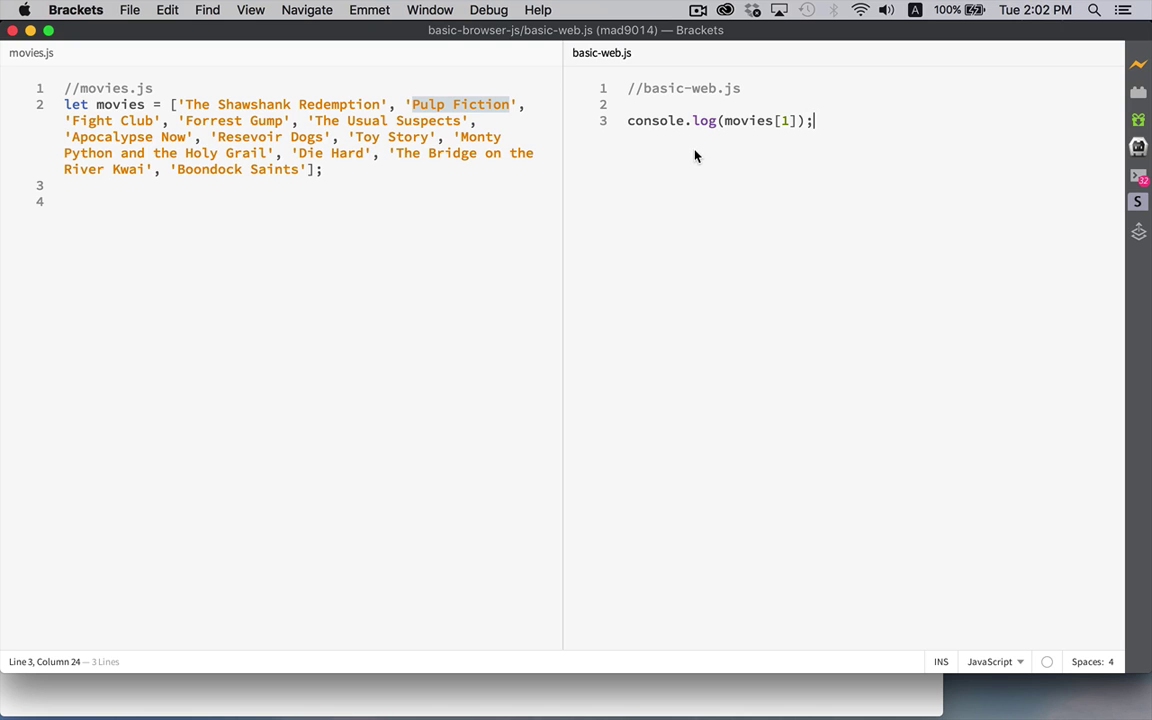 Brackets File Edit Find View Navigate Emmet Window Debug Help A 100% Tue 2:02 PM
basic-browser-js/basic-web.js (mad9014) — Brackets
movies.js
1 //movies.js
2 let movies = ['The Shawshank Redemption', 'Pulp Fiction',
'Fight Club', 'Forrest Gump', 'The Usual Suspects',
'Apocalypse Now', 'Resevoir Dogs', 'Toy Story', 'Monty
Python and the Holy Grail', 'Die Hard', 'The Bridge on the
River Kwai', 'Boondock Saints'];
3
4
basic-web.js
1 //basic-web.js
2
3 console.log(movies[1]);
32
S
Line 3, Column 24 — 3 Lines
INS JavaScript Spaces: 4